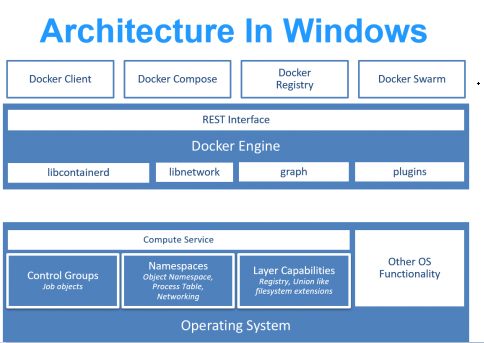 Architecture In Windows
Docker Client
Docker Compose
Docker
Registry
Docker Swarm
REST Interface
Docker Engine
libcontainerd
libnetwork
graph
plugins
Compute Service
Control Groups
Job objects
Namespaces
Object Namespace,
Process Table,
Networking
Layer Capabilities
Registry, Union like
filesystem extensions
Other OS
Functionality
Operating System